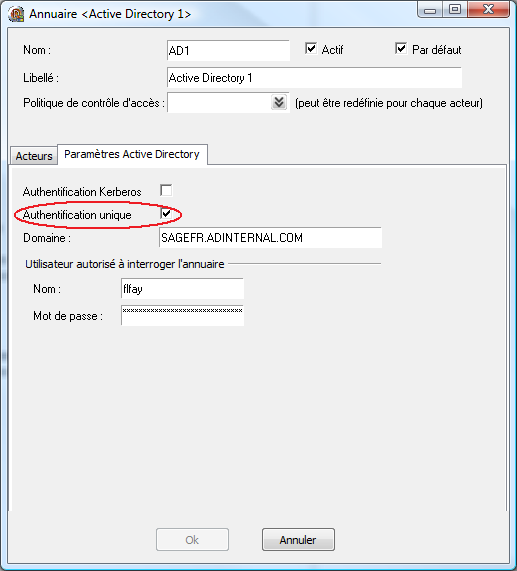 Annuaire <Active Directory 1>
Nom : AD1 Actif Par défaut
Libellé : Active Directory 1
Politique de contrôle d'accès : (peut être redéfinie pour chaque acteur)
Acteurs Paramètres Active Directory
Authentification Kerberos
Authentification unique
Domaine : SAGEFR.ADINTERNAL.COM
Utilisateur autorisé à interroger l'annuaire
Nom : flfay
Mot de passe : xxxxxxxxxxxxxxxxxxxxxxxxxxxxxx
Ok Annuler